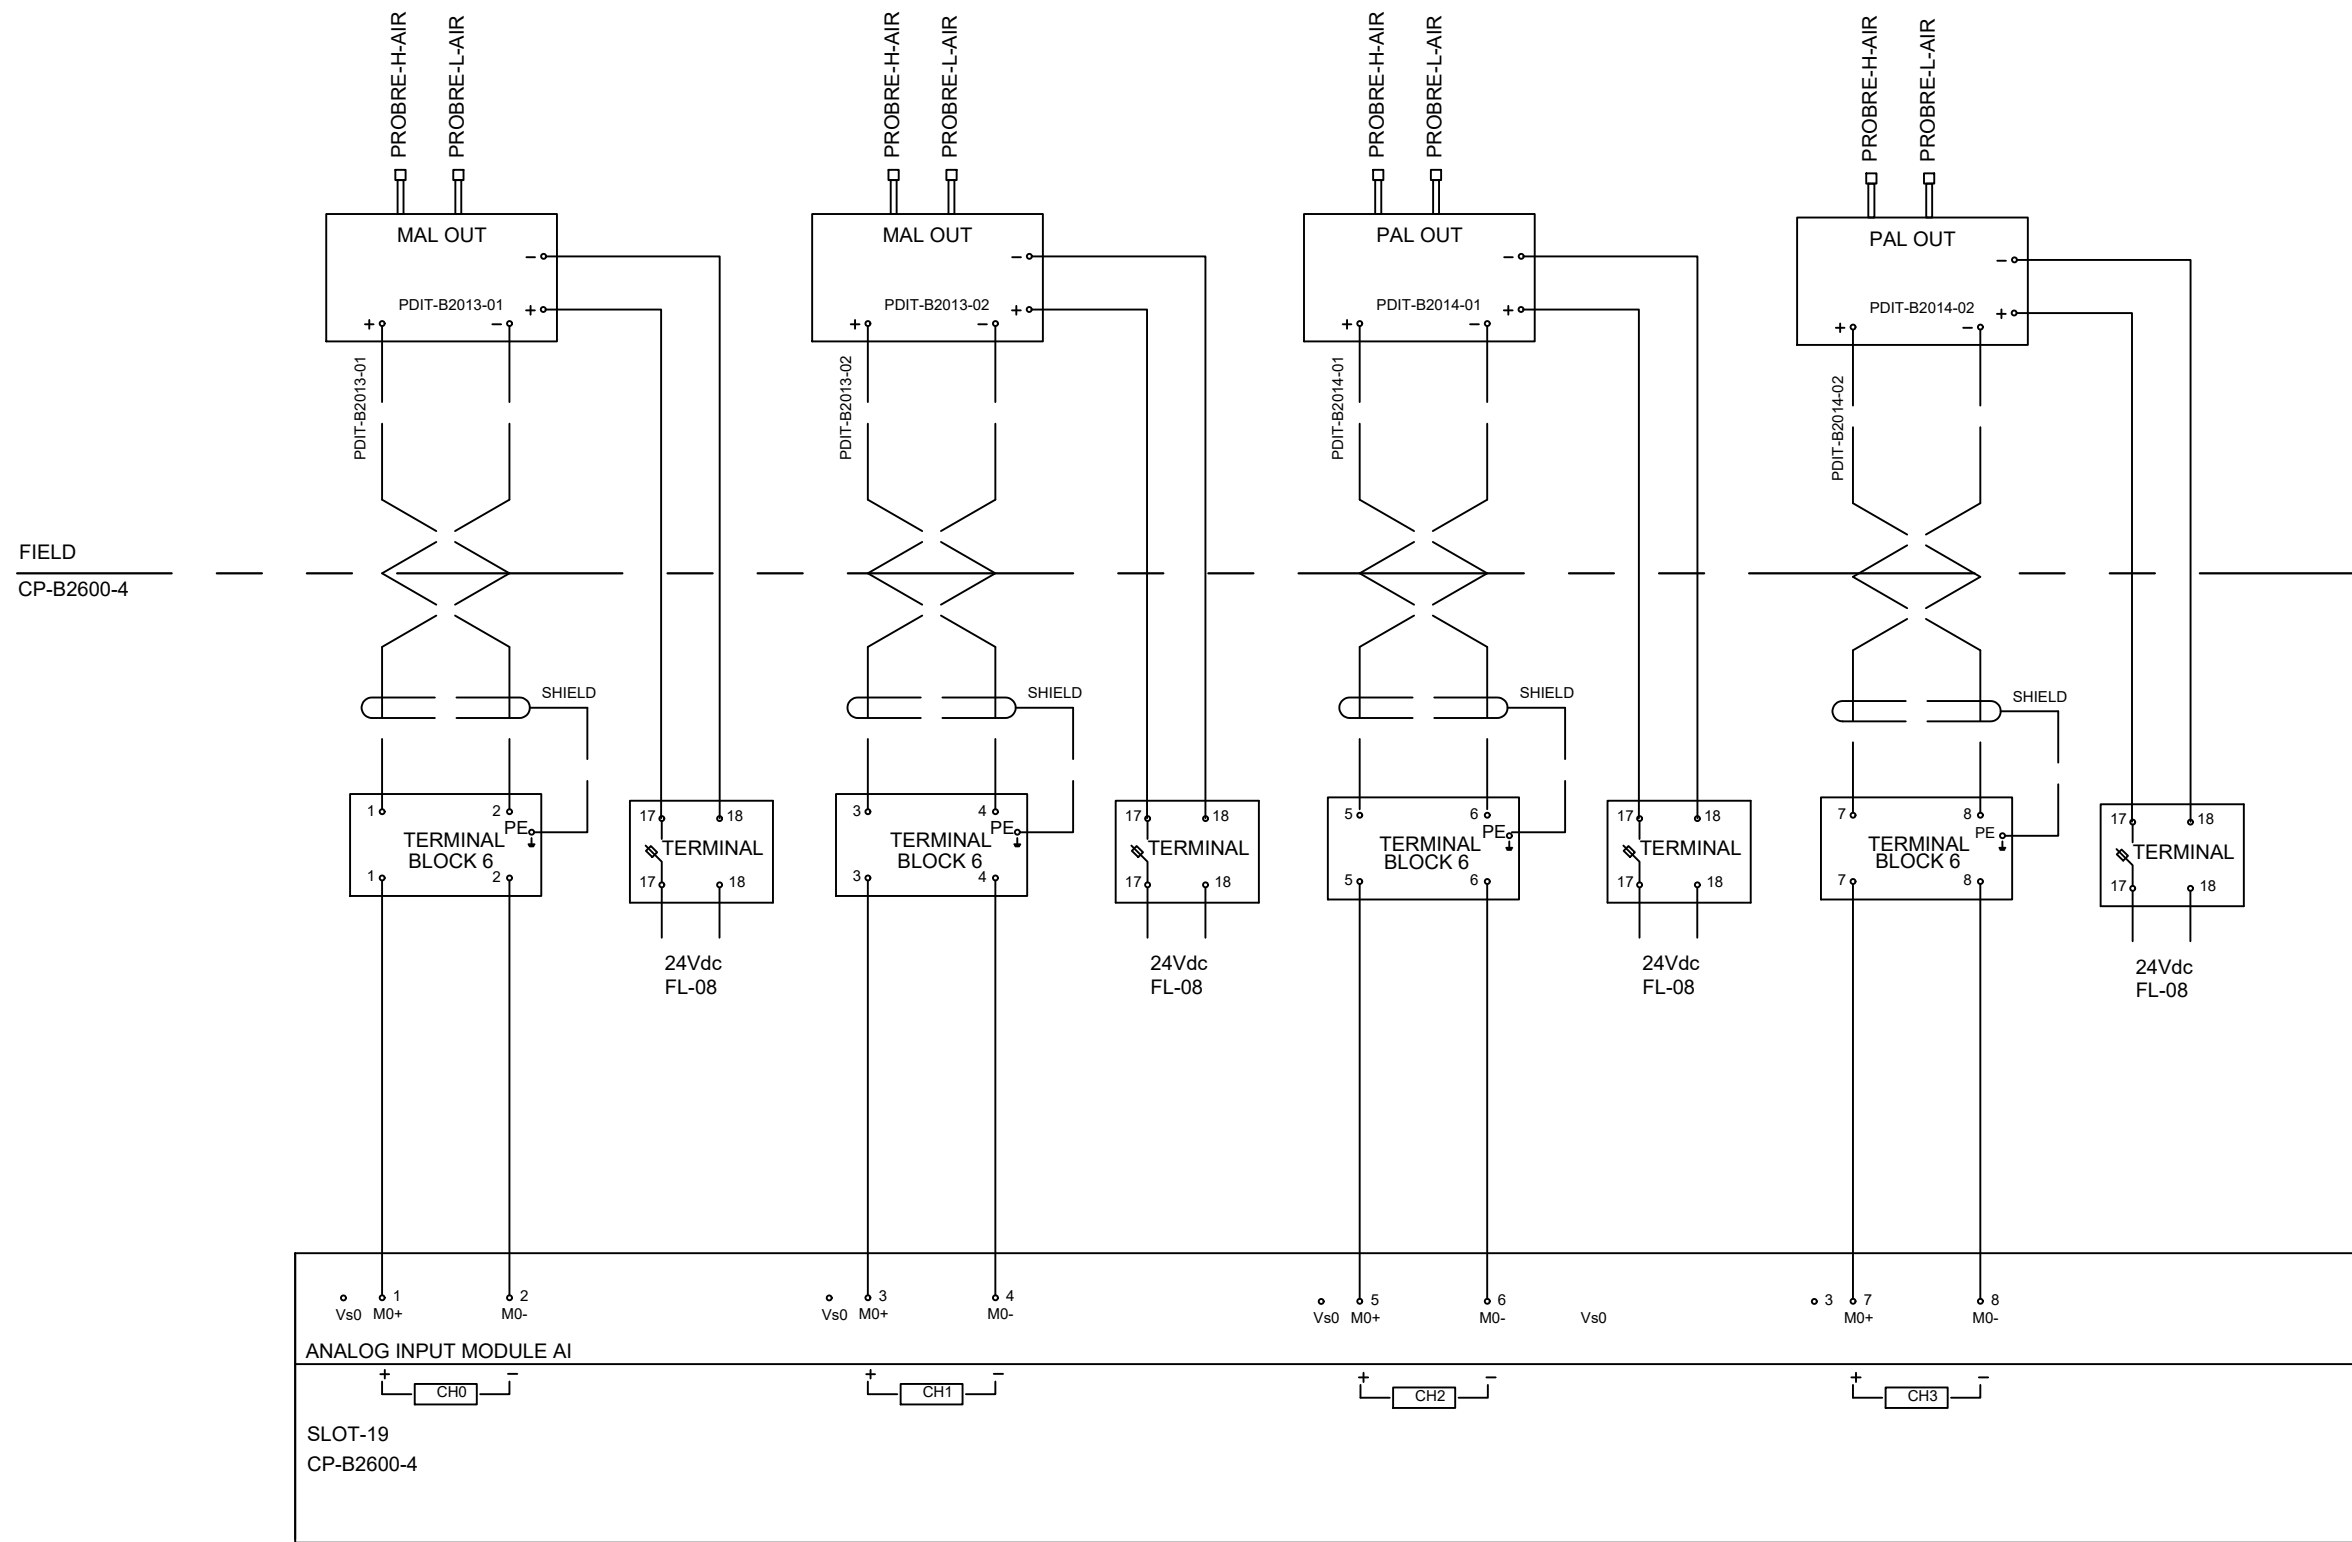 PROBRE-H-AIR
PROBRE-L-AIR
PROBRE-H-AIR
PROBRE-L-AIR
PROBRE-H-AIR
PROBRE-L-AIR
PROBRE-H-AIR
PROBRE-L-AIR
MAL OUT
−
PDIT-B2013-01
+
+
−
MAL OUT
−
PDIT-B2013-02
+
+
−
PAL OUT
−
PDIT-B2014-01
+
+
−
PAL OUT
−
PDIT-B2014-02
+
+
−
PDIT-B2013-01
PDIT-B2013-02
PDIT-B2014-01
PDIT-B2014-02
FIELD
CP-B2600-4
SHIELD
SHIELD
SHIELD
SHIELD
1 2
PE
TERMINAL
BLOCK 6
1 2
17 18
TERMINAL
17 18
24Vdc
FL-08
3 4
PE
TERMINAL
BLOCK 6
3 4
17 18
TERMINAL
17 18
24Vdc
FL-08
5 6
PE
TERMINAL
BLOCK 6
5 6
17 18
TERMINAL
17 18
24Vdc
FL-08
7 8
PE
TERMINAL
BLOCK 6
7 8
17 18
TERMINAL
17 18
24Vdc
FL-08
1 2
Vs0 M0+ M0-
3 4
Vs0 M0+ M0-
5 6
Vs0 M0+ M0- Vs0
3 7 8
M0+ M0-
ANALOG INPUT MODULE AI
+ CH0 −
+ CH1 −
+ CH2 −
+ CH3 −
SLOT-19
CP-B2600-4